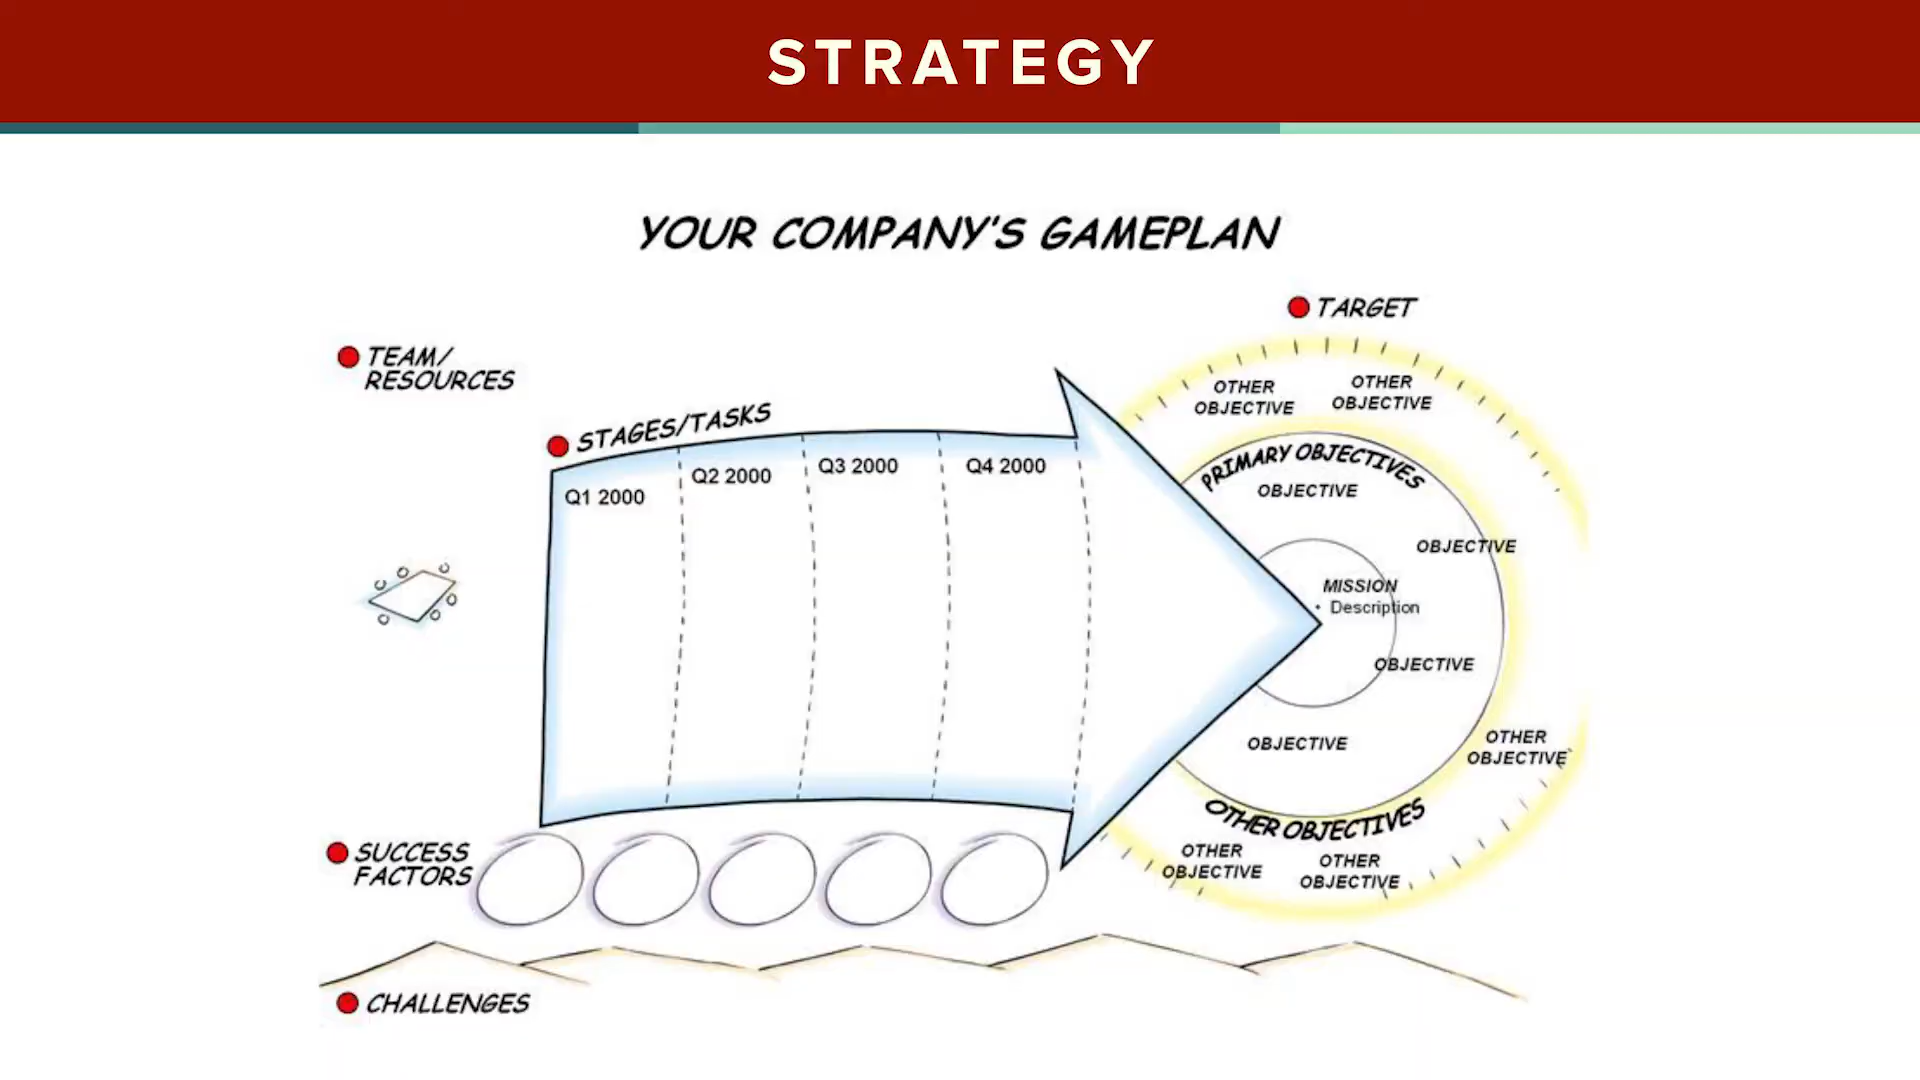 STRATEGY
YOUR COMPANY'S GAMEPLAN
TARGET
TEAM/
RESOURCES
STAGES/TASKS
Q1 2000
Q2 2000
Q3 2000
Q4 2000
OTHER
OBJECTIVE
OTHER
OBJECTIVE
PRIMARY OBJECTIVES
OBJECTIVE
OBJECTIVE
MISSION
• Description
OBJECTIVE
OBJECTIVE
OTHER
OBJECTIVE
OTHER OBJECTIVES
OTHER
OBJECTIVE
OTHER
OBJECTIVE
SUCCESS
FACTORS
CHALLENGES